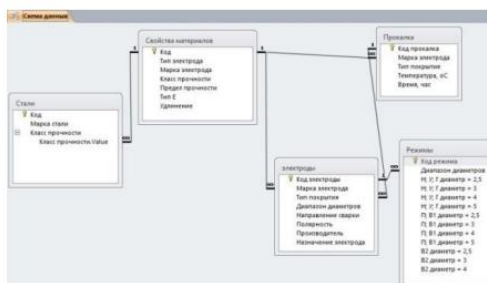 Схема данных
Свойства материалов
Код
Тип электрода
Марка электрода
Класс прочности
Предел прочности
Тип Е
Удлинение
Прокалка
Код прокалка
Марка электрода
Тип покрытие
Температура, оС
Время, час
Стали
Код
Марка стали
Класс прочности
Класс прочности.Value
электроды
Код электроды
Марка электрода
Тип покрытие
Диапазон диаметров
Направление сварки
Полярность
Производитель
Назначение электрода
Режимы
Код режима
Диапазон диаметров
Н; У; Г диаметр = 2,5
Н; У; Г диаметр = 3
Н; У; Г диаметр = 4
Н; У; Г диаметр = 5
П; В1 диаметр = 2,5
П; В1 диаметр = 3
П; В1 диаметр = 4
П; В1 диаметр = 5
В2 диаметр = 2,5
В2 диаметр = 3
В2 диаметр = 4